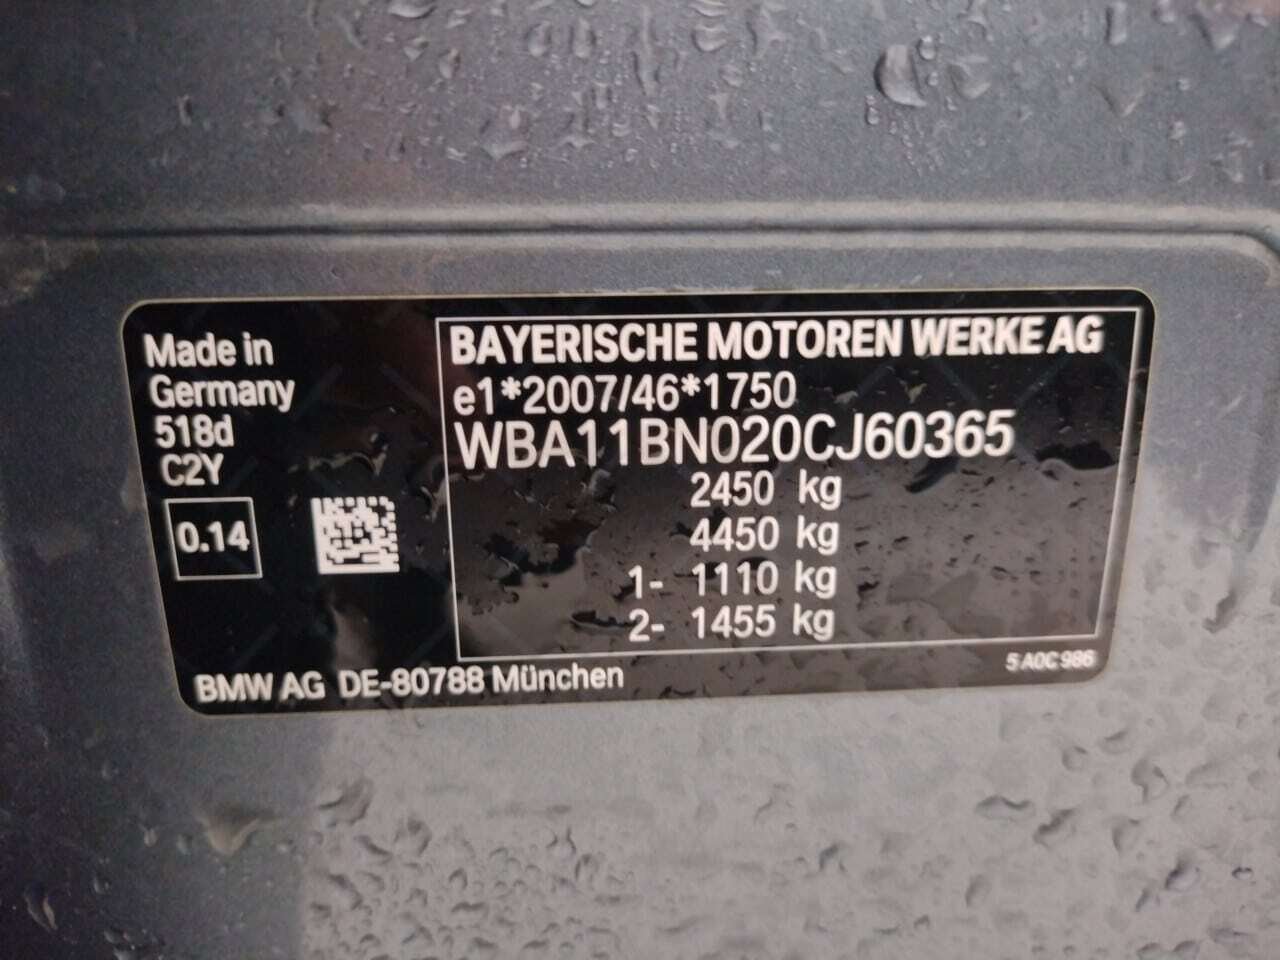 Made in
Germany
518d
C2Y
0.14
BAYERISCHE MOTOREN WERKE AG
e1*2007/46*1750
WBA11BN020CJ60365
2450 kg
4450 kg
1- 1110 kg
2- 1455 kg
BMW AG DE-80788 München
5 A0C 986